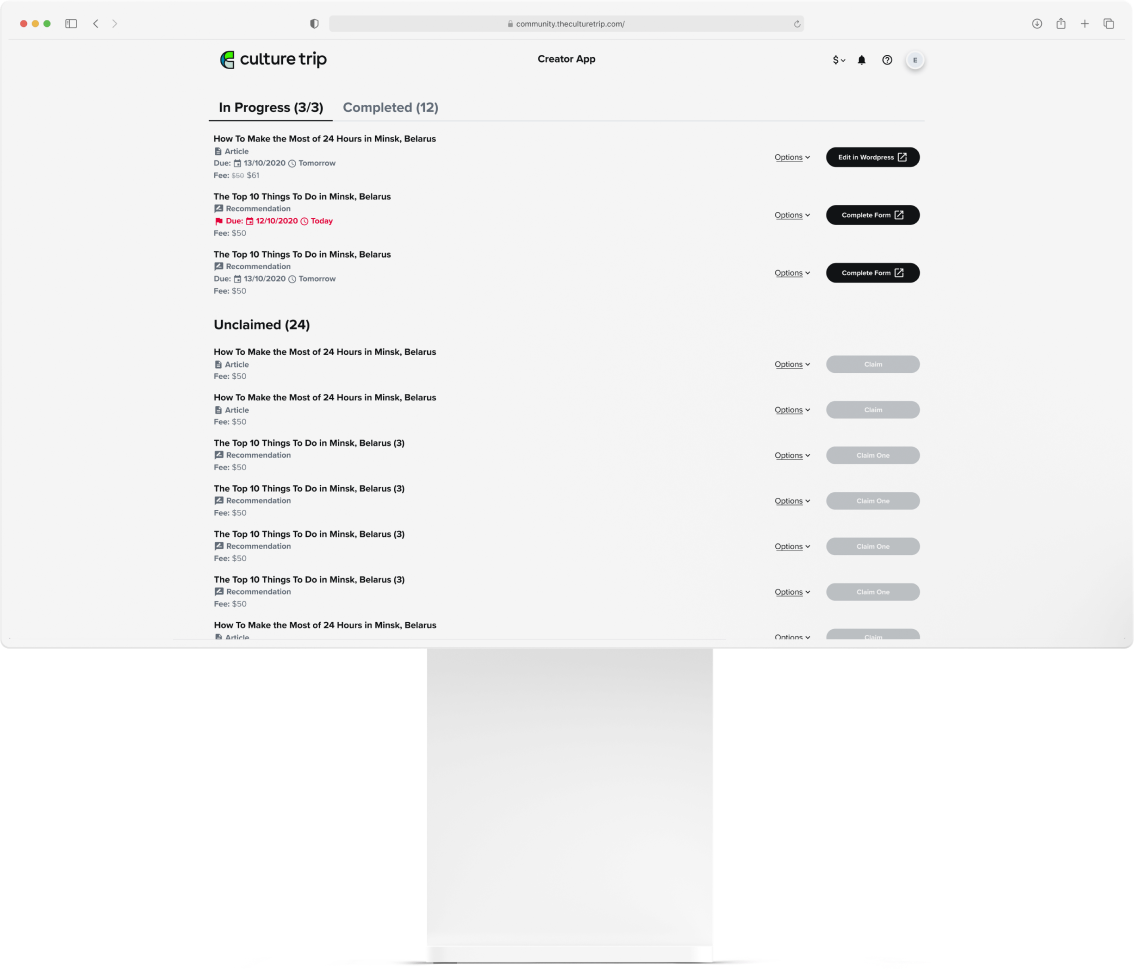 community.theculturetrip.com/
culture trip
Creator App
$
E
In Progress (3/3)
Completed (12)
How To Make the Most of 24 Hours in Minsk, Belarus
Article
Due: 13/10/2020 Tomorrow
Fee: $50 $61
Options
Edit in Wordpress
The Top 10 Things To Do in Minsk, Belarus
Recommendation
Due: 12/10/2020 Today
Fee: $50
Options
Complete Form
The Top 10 Things To Do in Minsk, Belarus
Recommendation
Due: 13/10/2020 Tomorrow
Fee: $50
Options
Complete Form
Unclaimed (24)
How To Make the Most of 24 Hours in Minsk, Belarus
Article
Fee: $50
Options
Claim
How To Make the Most of 24 Hours in Minsk, Belarus
Article
Fee: $50
Options
Claim
The Top 10 Things To Do in Minsk, Belarus (3)
Recommendation
Fee: $50
Options
Claim One
The Top 10 Things To Do in Minsk, Belarus (3)
Recommendation
Fee: $50
Options
Claim One
The Top 10 Things To Do in Minsk, Belarus (3)
Recommendation
Fee: $50
Options
Claim One
The Top 10 Things To Do in Minsk, Belarus (3)
Recommendation
Fee: $50
Options
Claim One
How To Make the Most of 24 Hours in Minsk, Belarus
Article
Options
Claim